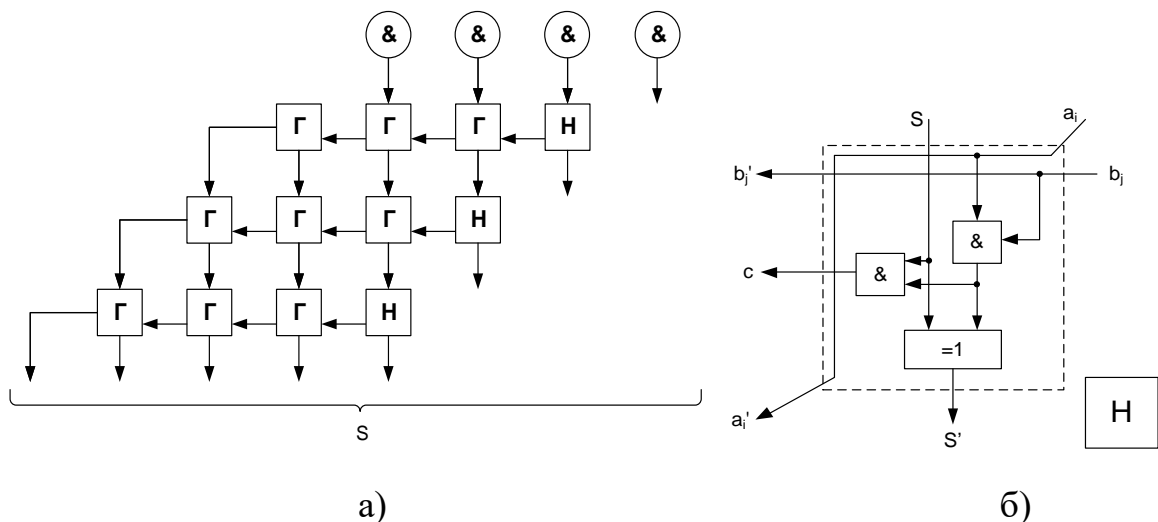 & & & &
Г Г Г Н
Г Г Г Н
Г Г Г Н
S
а)
S aᵢ
bⱼ' bⱼ
&
c &
=1
aᵢ'
S’
Н
б)